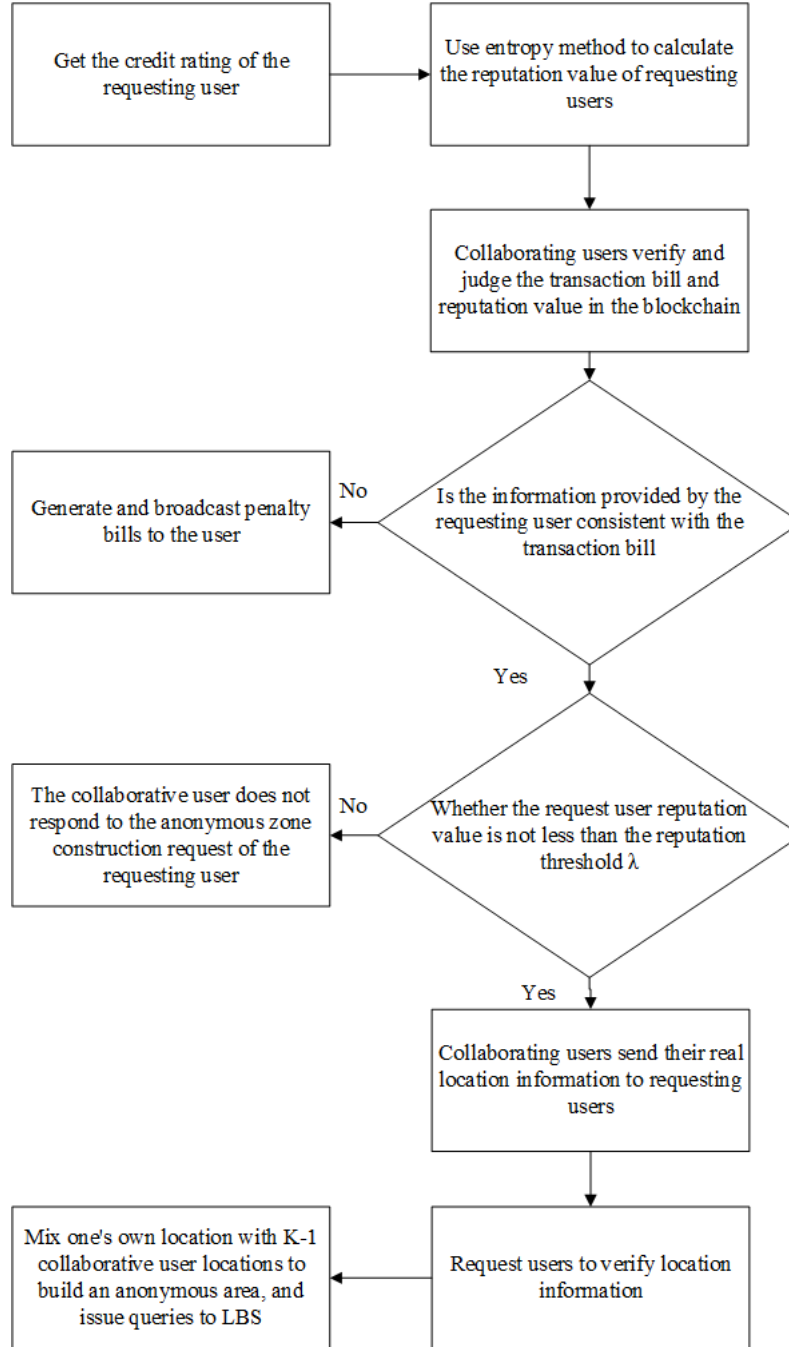 Get the credit rating of the
requesting user
Use entropy method to calculate
the reputation value of requesting
users
Collaborating users verify and
judge the transaction bill and
reputation value in the blockchain
Is the information provided by the
requesting user consistent with the
transaction bill
No
Generate and broadcast penalty
bills to the user
Yes
Whether the request user reputation
value is not less than the reputation
threshold λ
No
The collaborative user does not
respond to the anonymous zone
construction request of the
requesting user
Yes
Collaborating users send their real
location information to requesting
users
Request users to verify location
information
Mix one's own location with K-1
collaborative user locations to
build an anonymous area, and
issue queries to LBS